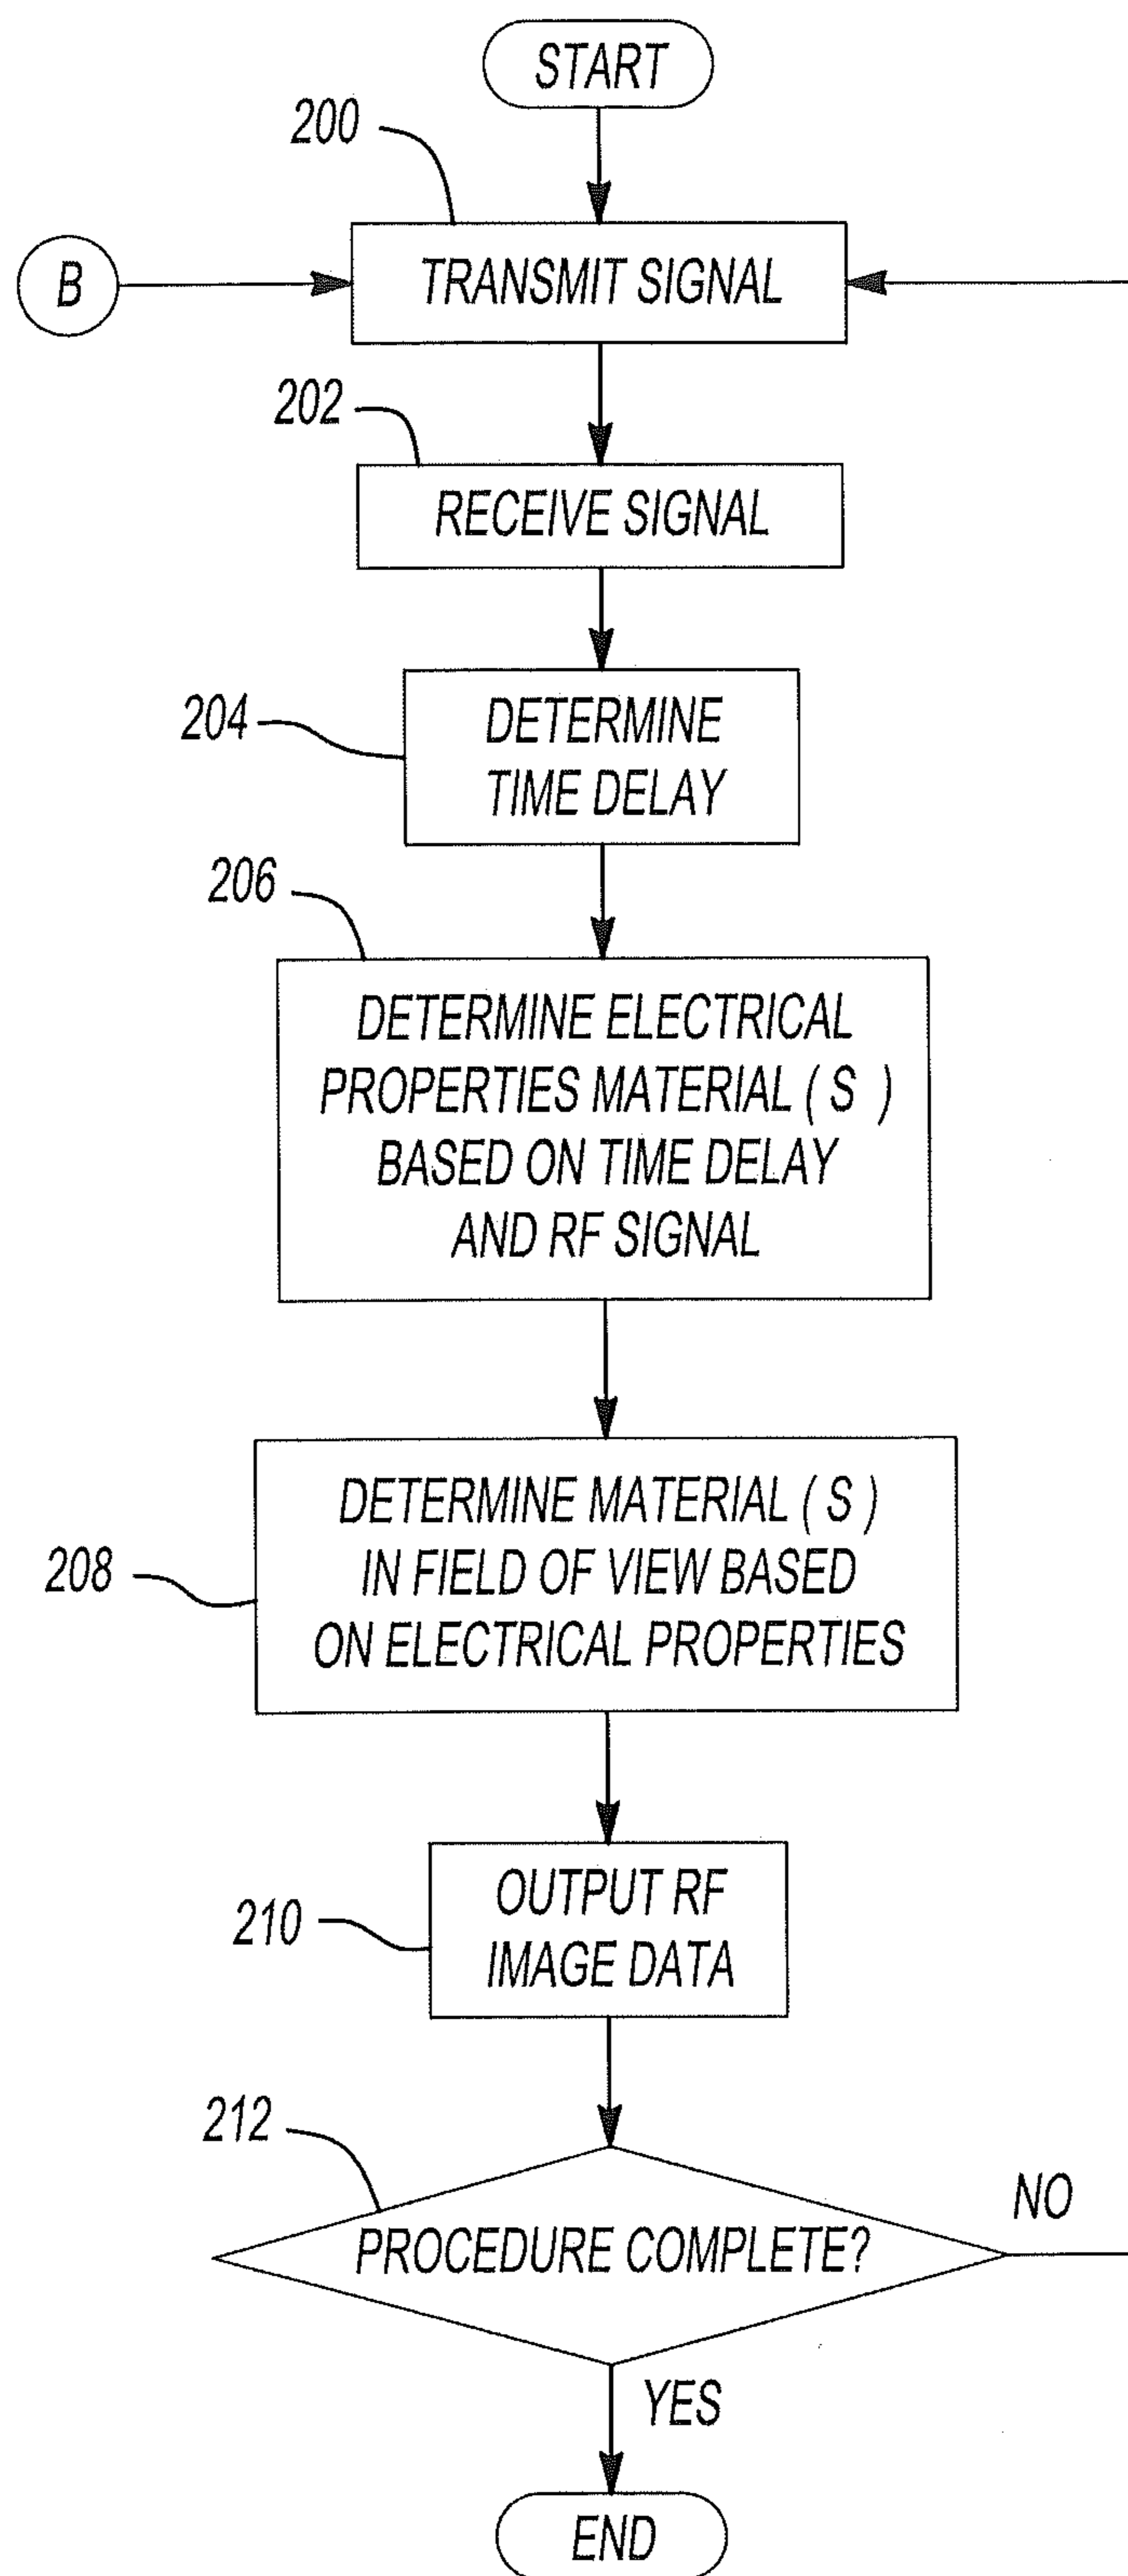 START
200
B
TRANSMIT SIGNAL
202
RECEIVE SIGNAL
204
DETERMINE
TIME DELAY
206
DETERMINE ELECTRICAL
PROPERTIES MATERIAL ( S )
BASED ON TIME DELAY
AND RF SIGNAL
208
DETERMINE MATERIAL ( S )
IN FIELD OF VIEW BASED
ON ELECTRICAL PROPERTIES
210
OUTPUT RF
IMAGE DATA
212
PROCEDURE COMPLETE?
NO
YES
END